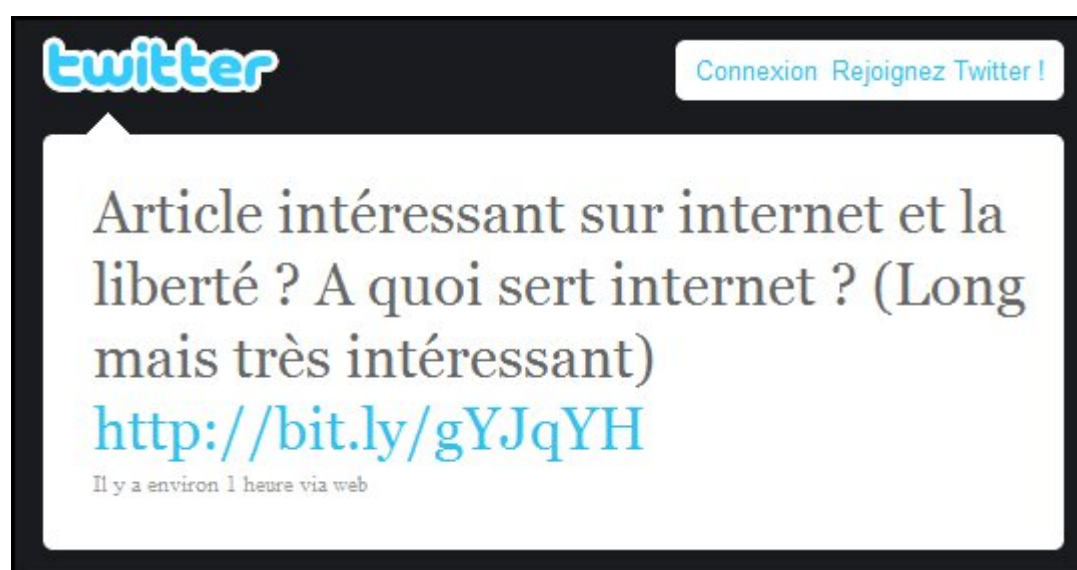 twitter
Connexion Rejoignez Twitter !
Article intéressant sur internet et la
liberté ? A quoi sert internet ? (Long
mais très intéressant)
http://bit.ly/gYJqYH
Il y a environ 1 heure via web